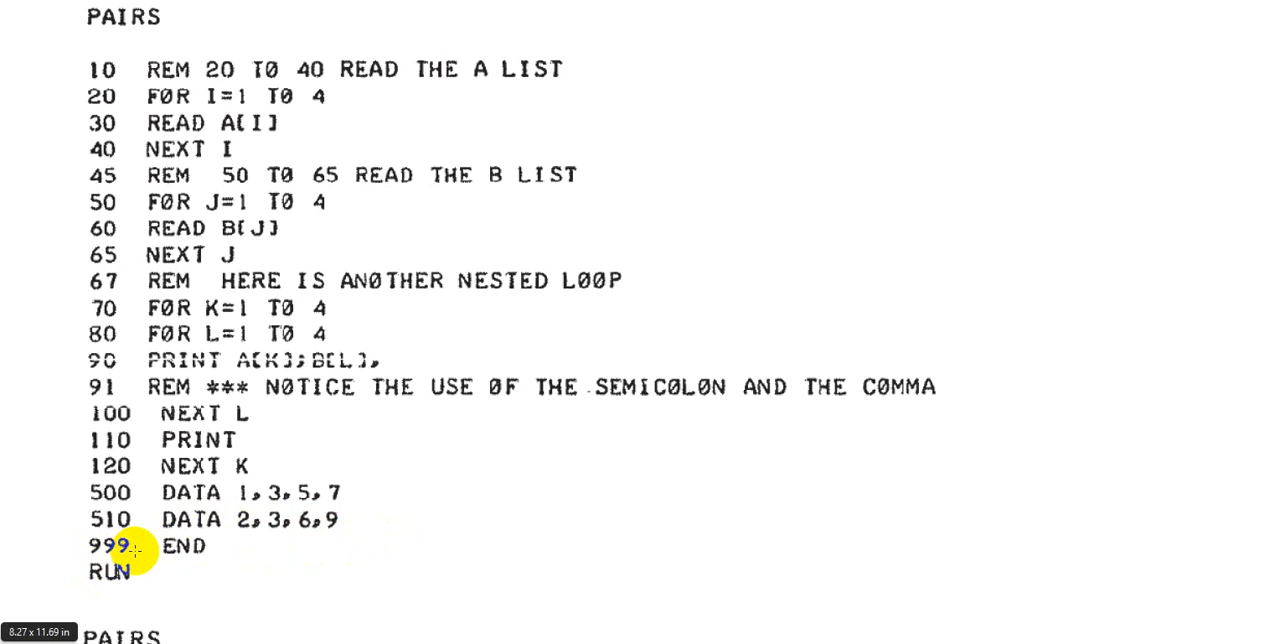 PAIRS
10 REM 20 TØ 40 READ THE A LIST
20 FØR I=1 TØ 4
30 READ A[I]
40 NEXT I
45 REM 50 TØ 65 READ THE B LIST
50 FØR J=1 TØ 4
60 READ B[J]
65 NEXT J
67 REM HERE IS ANØTHER NESTED LØØP
70 FØR K=1 TØ 4
80 FØR L=1 TØ 4
90 PRINT A[K];B[L],
91 REM *** NØTICE THE USE ØF THE SEMICØLØN AND THE CØMMA
100 NEXT L
110 PRINT
120 NEXT K
500 DATA 1,3,5,7
510 DATA 2,3,6,9
999 END
RUN
8.27 x 11.69 in
PAIRS